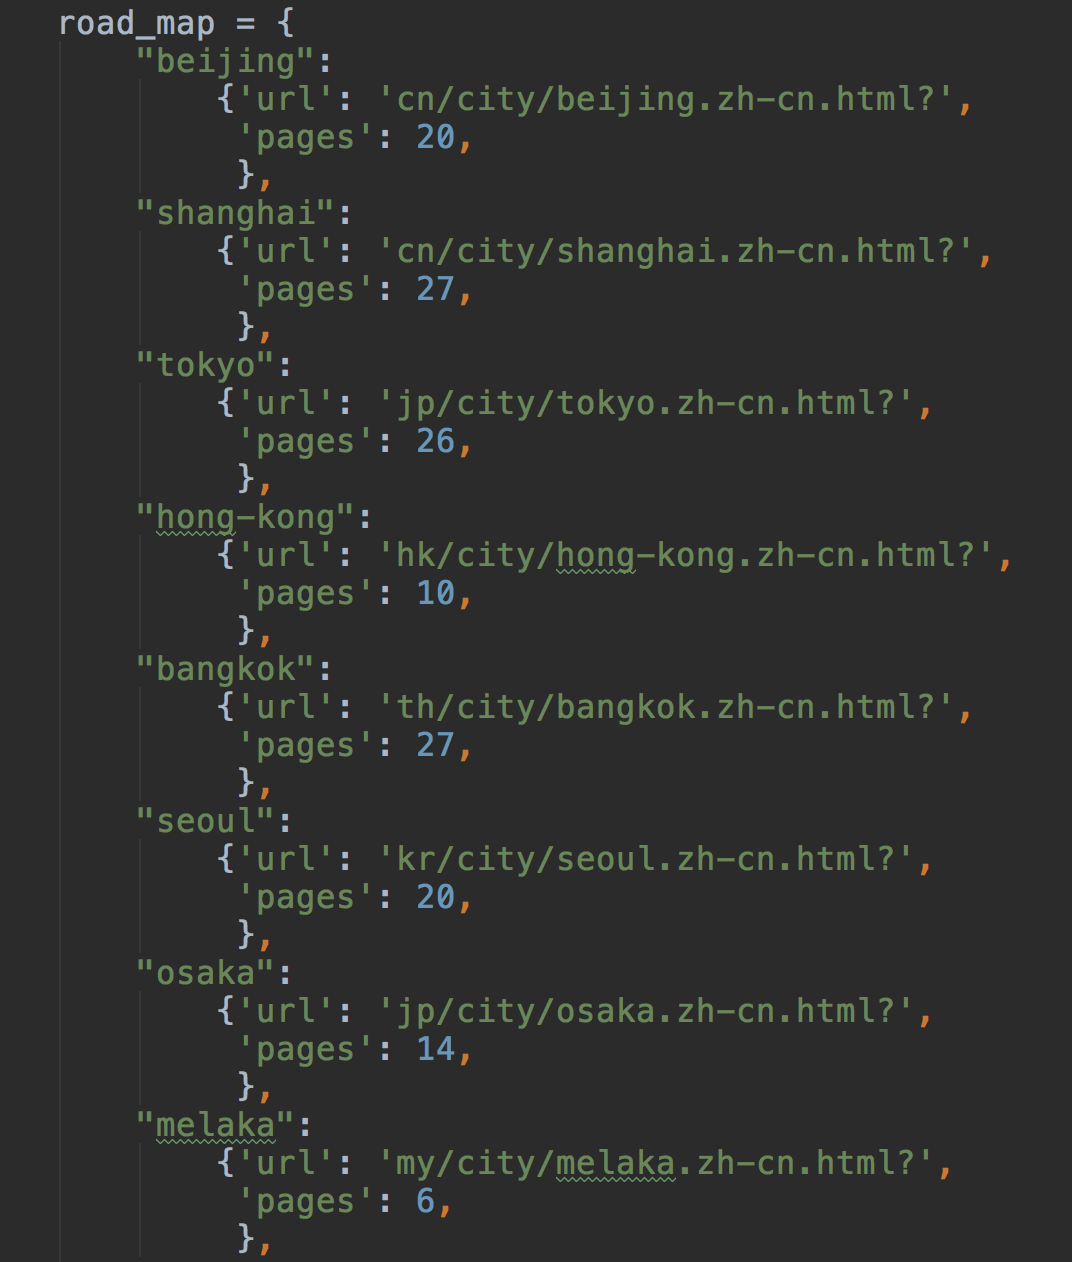 road_map = {
"beijing":
{'url': 'cn/city/beijing.zh-cn.html?',
'pages': 20,
},
"shanghai":
{'url': 'cn/city/shanghai.zh-cn.html?',
'pages': 27,
},
"tokyo":
{'url': 'jp/city/tokyo.zh-cn.html?',
'pages': 26,
},
"hong-kong":
{'url': 'hk/city/hong-kong.zh-cn.html?',
'pages': 10,
},
"bangkok":
{'url': 'th/city/bangkok.zh-cn.html?',
'pages': 27,
},
"seoul":
{'url': 'kr/city/seoul.zh-cn.html?',
'pages': 20,
},
"osaka":
{'url': 'jp/city/osaka.zh-cn.html?',
'pages': 14,
},
"melaka":
{'url': 'my/city/melaka.zh-cn.html?',
'pages': 6,
},